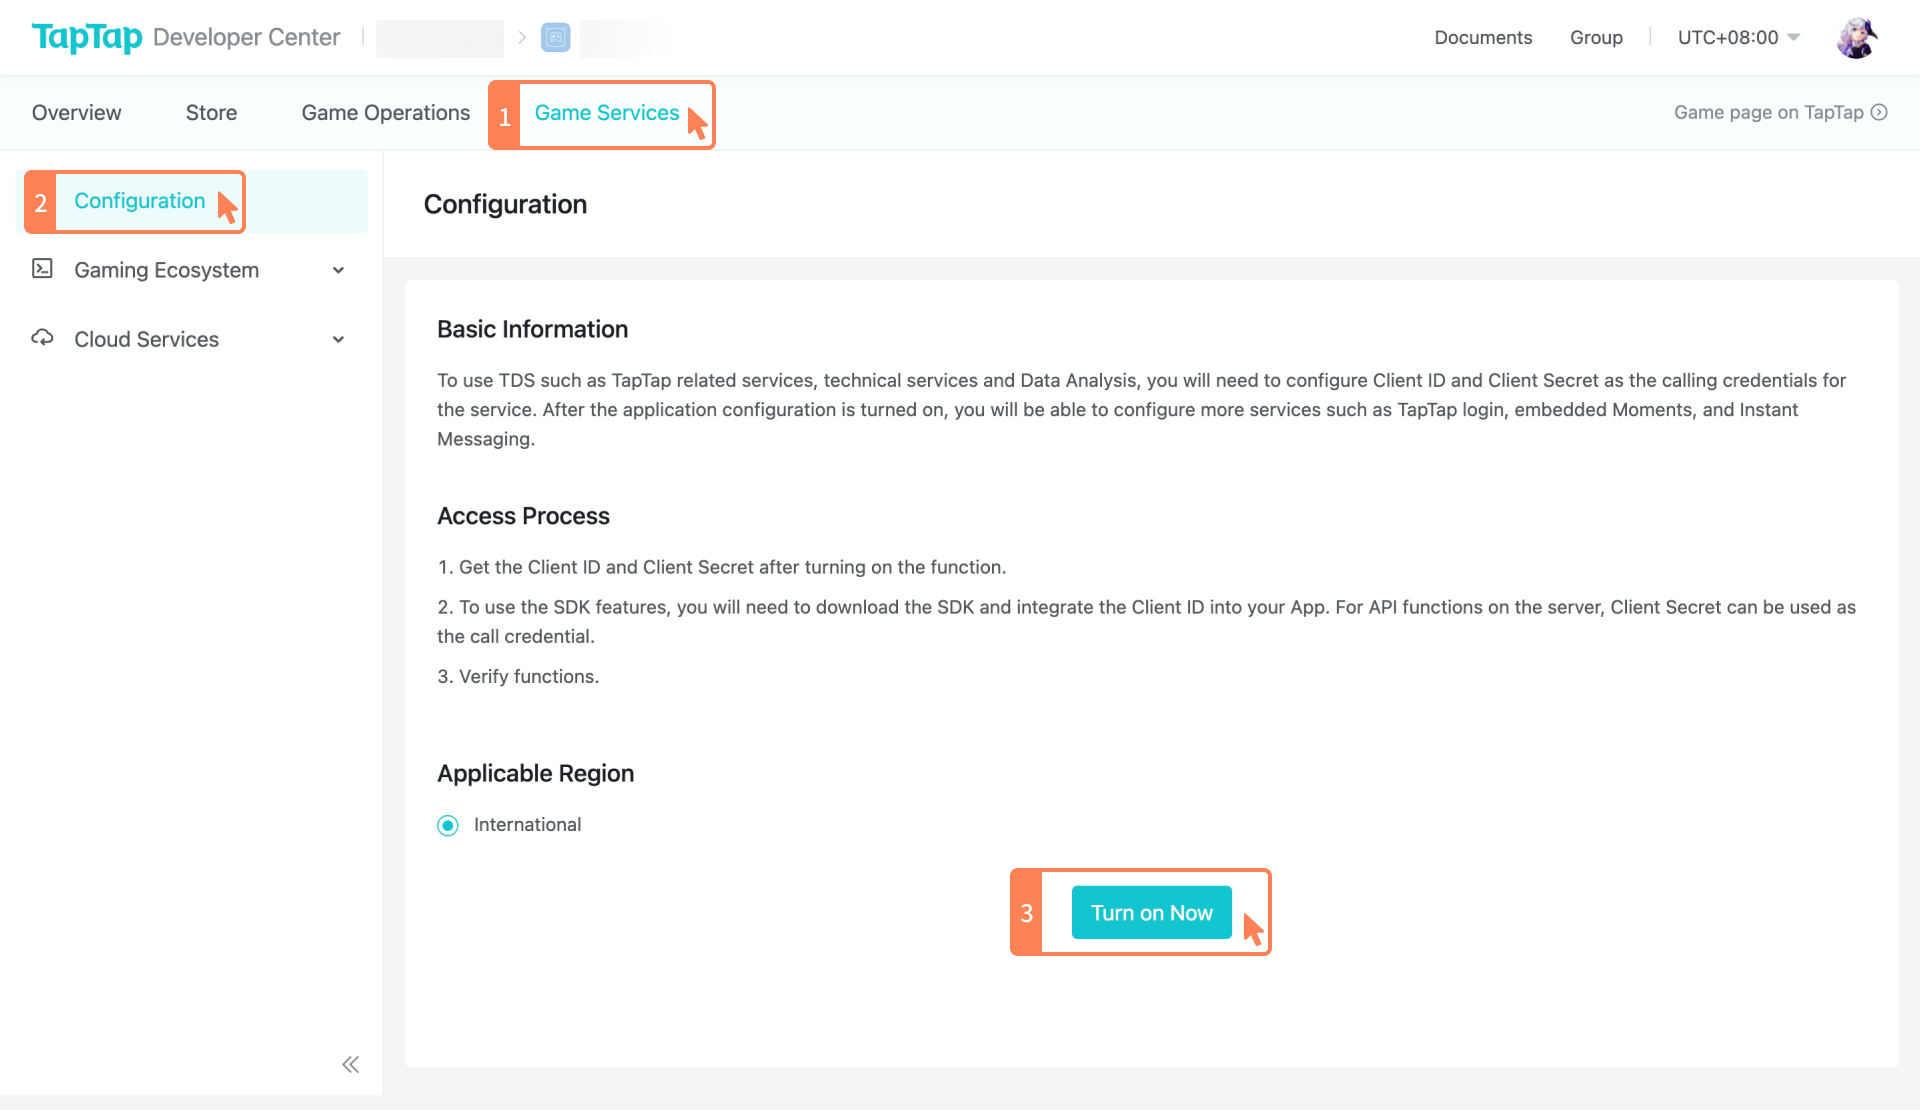 TapTap Developer Center
Documents Group UTC+08:00
Overview Store Game Operations 1 Game Services Game page on TapTap
2 Configuration
Gaming Ecosystem
Cloud Services
Configuration
Basic Information
To use TDS such as TapTap related services, technical services and Data Analysis, you will need to configure Client ID and Client Secret as the calling credentials for
the service. After the application configuration is turned on, you will be able to configure more services such as TapTap login, embedded Moments, and Instant
Messaging.
Access Process
1. Get the Client ID and Client Secret after turning on the function.
2. To use the SDK features, you will need to download the SDK and integrate the Client ID into your App. For API functions on the server, Client Secret can be used as
the call credential.
3. Verify functions.
Applicable Region
International
3 Turn on Now